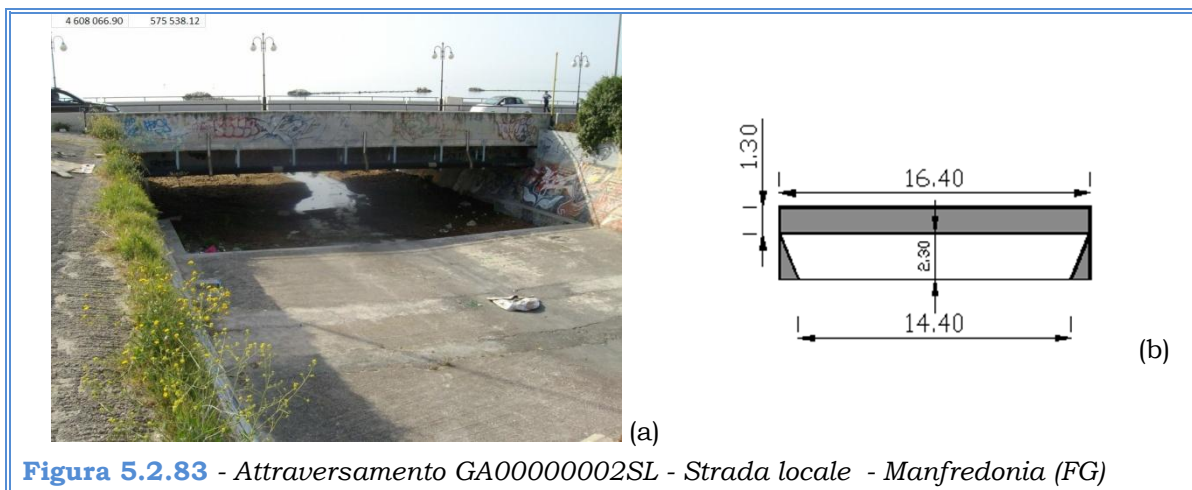 4 608 066.90 575 538.12
1.30
16.40
2.30
14.40
(a)
(b)
Figura 5.2.83 - Attraversamento GA00000002SL - Strada locale - Manfredonia (FG)